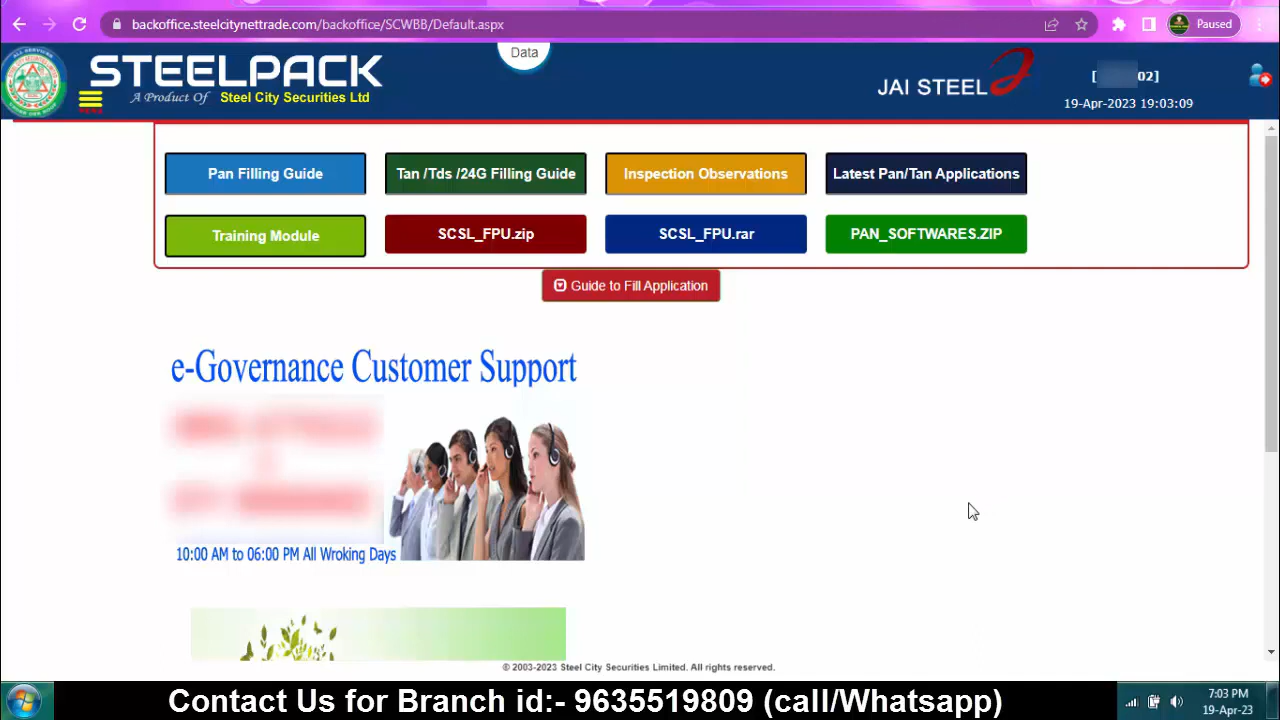 backoffice.steelcitynettrade.com/backoffice/SCWBB/Default.aspx
Paused
Data
STEELPACK
A Product Of Steel City Securities Ltd
JAI STEEL
[ 02]
19-Apr-2023 19:03:09
Pan Filling Guide
Tan /Tds /24G Filling Guide
Inspection Observations
Latest Pan/Tan Applications
Training Module
SCSL_FPU.zip
SCSL_FPU.rar
PAN_SOFTWARES.ZIP
Guide to Fill Application
e-Governance Customer Support
10:00 AM to 06:00 PM All Wroking Days
© 2003-2023 Steel City Securities Limited. All rights reserved.
Contact Us for Branch id:- 9635519809 (call/Whatsapp)
7:03 PM
19-Apr-23